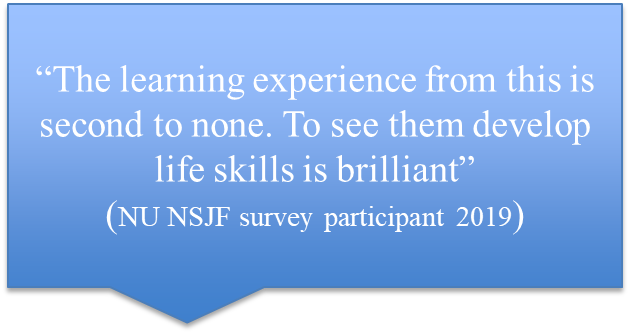 “The learning experience from this is
second to none. To see them develop
life skills is brilliant”
(NU NSJF survey participant 2019)